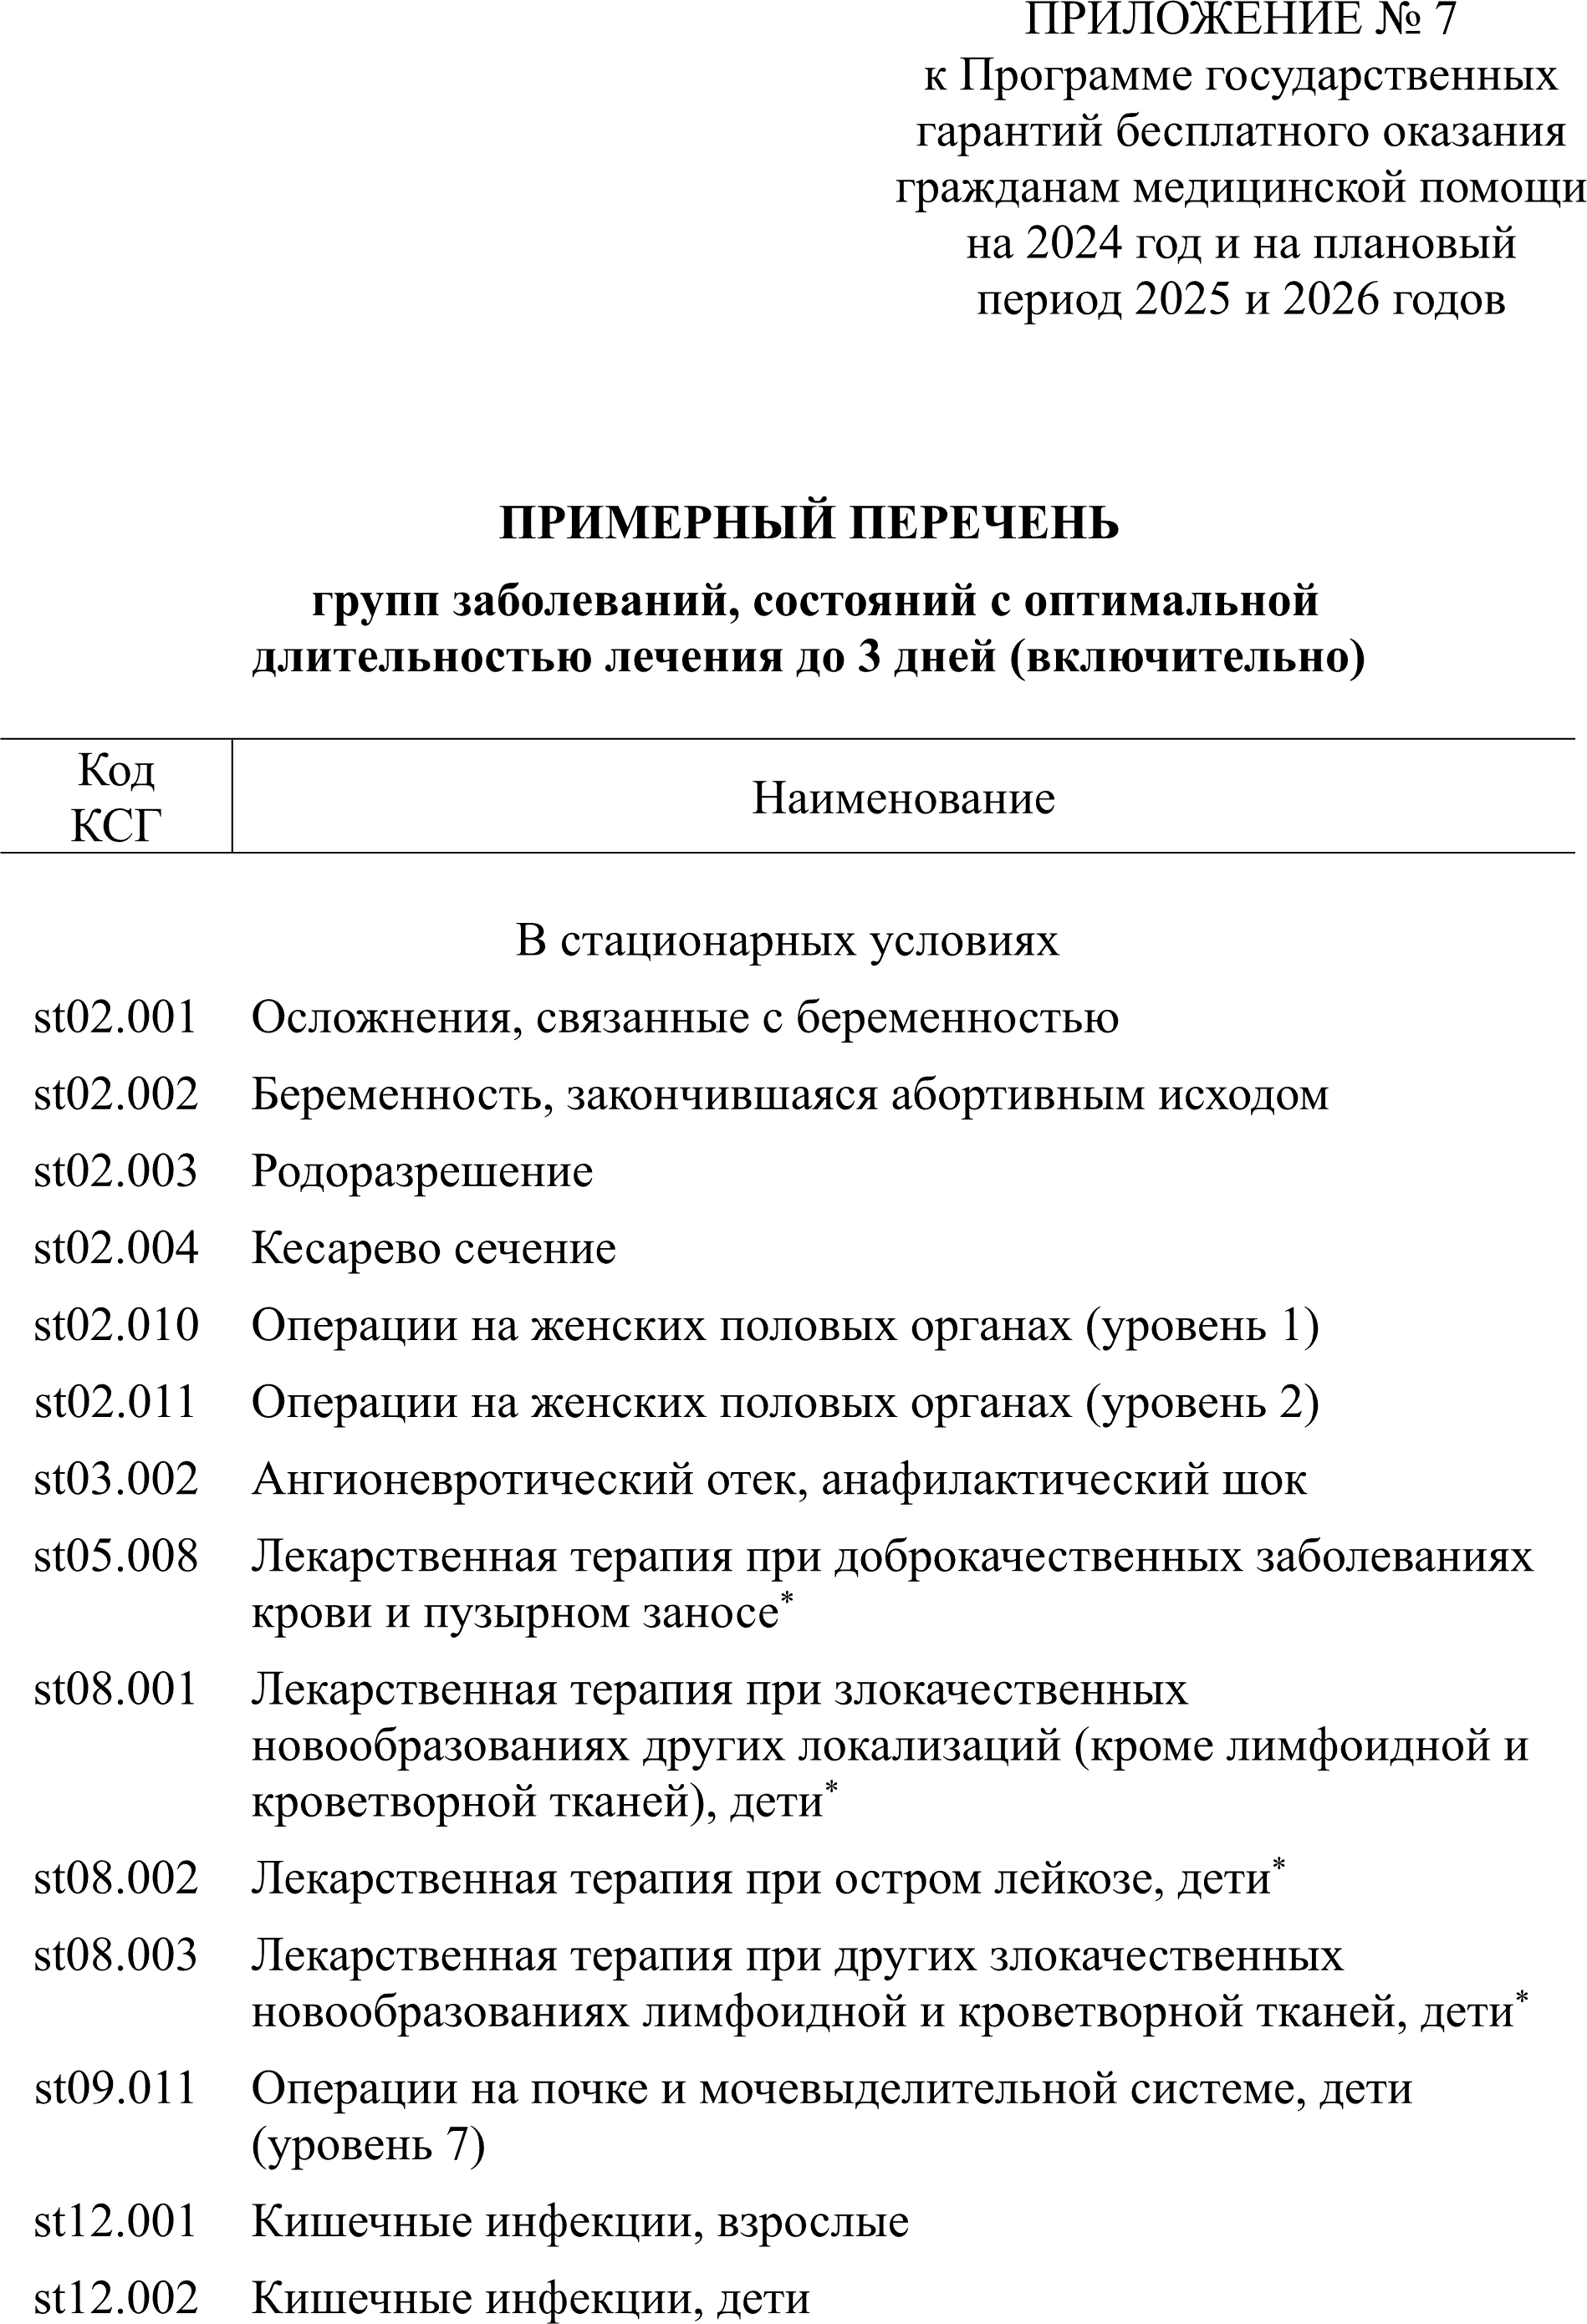 ПРИЛОЖЕНИЕ № 7
к Программе государственных
гарантий бесплатного оказания
гражданам медицинской помощи
на 2024 год и на плановый
период 2025 и 2026 годов
ПРИМЕРНЫЙ ПЕРЕЧЕНЬ
групп заболеваний, состояний с оптимальной
длительностью лечения до 3 дней (включительно)
Код
КСГ
Наименование
В стационарных условиях
st02.001 Осложнения, связанные с беременностью
st02.002 Беременность, закончившаяся абортивным исходом
st02.003 Родоразрешение
st02.004 Кесарево сечение
st02.010 Операции на женских половых органах (уровень 1)
st02.011 Операции на женских половых органах (уровень 2)
st03.002 Ангионевротический отек, анафилактический шок
st05.008 Лекарственная терапия при доброкачественных заболеваниях
крови и пузырном заносе*
st08.001 Лекарственная терапия при злокачественных
новообразованиях других локализаций (кроме лимфоидной и
кроветворной тканей), дети*
st08.002 Лекарственная терапия при остром лейкозе, дети*
st08.003 Лекарственная терапия при других злокачественных
новообразованиях лимфоидной и кроветворной тканей, дети*
st09.011 Операции на почке и мочевыделительной системе, дети
(уровень 7)
st12.001 Кишечные инфекции, взрослые
st12.002 Кишечные инфекции, дети